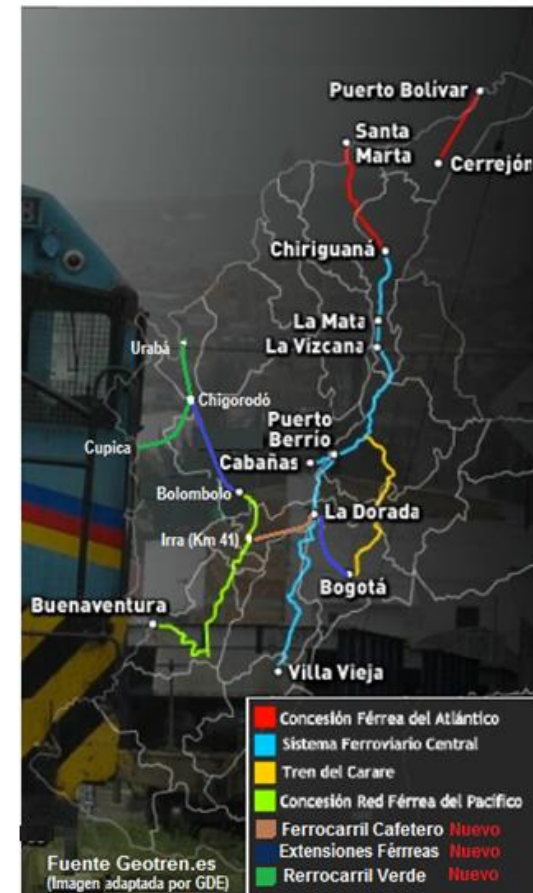 Puerto Bolívar
Santa
Marta
Cerrejón
Chiriguaná
La Mata
La Vízcana
Urabá
Chigorodó
Puerto
Berrío
Cupica
Cabañas
Bolombolo
La Dorada
Irra (Km 41)
Bogotá
Buenaventura
Villa Vieja
Concesión Férrea del Atlántico
Sistema Ferroviario Central
Tren del Carare
Concesión Red Férrea del Pacífico
Ferrocarril Cafetero Nuevo
Extensiones Férrreas Nuevo
Rerrocarril Verde Nuevo
Fuente Geotren.es
(Imagen adaptada por GDE)